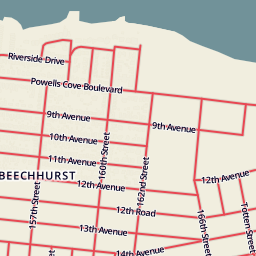 Riverside Drive
Powells Cove Boulevard
9th Avenue
9th Avenue
10th Avenue
11th Avenue
160th Street
162nd Street
BEECHHURST
12th Avenue
12th Avenue
157th Street
12th Road
166th Street
Totten Street
13th Avenue
14th Avenue